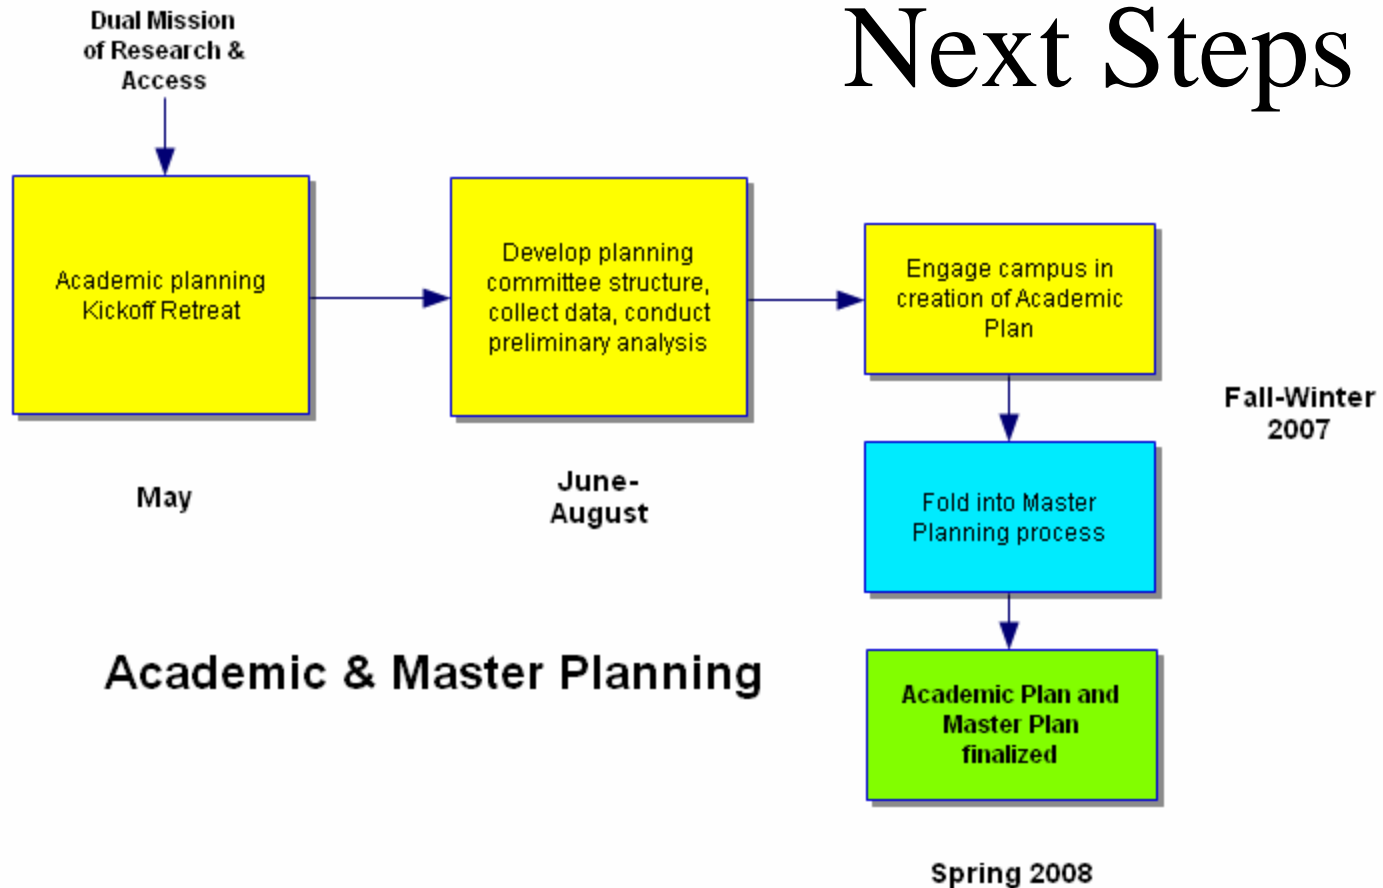 Next Steps
Dual Mission
of Research &
Access
Academic planning
Kickoff Retreat
Develop planning
committee structure,
collect data, conduct
preliminary analysis
Engage campus in
creation of Academic
Plan
Fall-Winter
2007
May
June-
August
Fold into Master
Planning process
Academic & Master Planning
Academic Plan and
Master Plan
finalized
Spring 2008